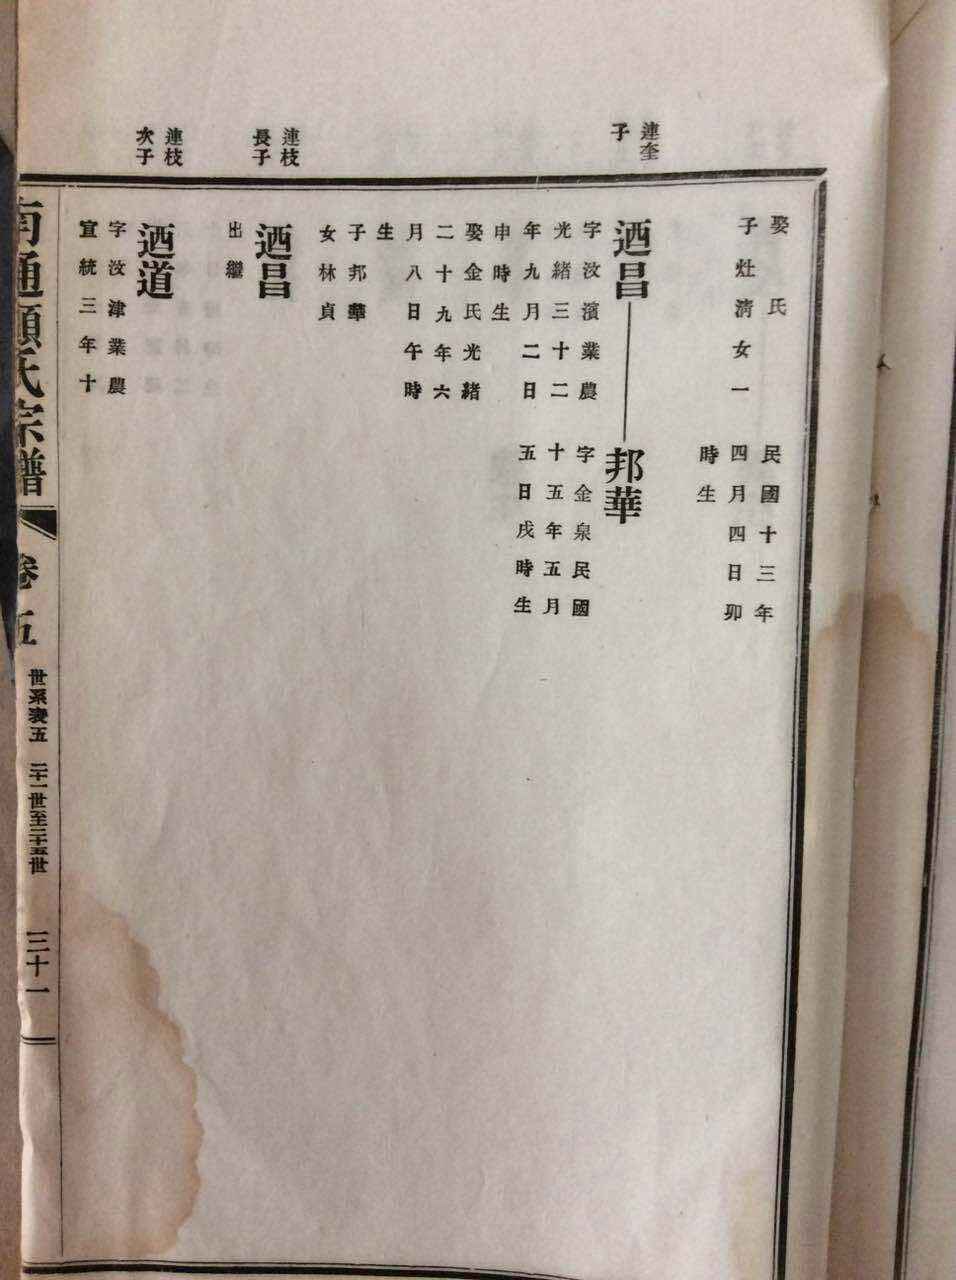 娶氏
子灶清女一
民國十三年
四月四日卯
時生
連奎
子
迺昌
字汶濱業農
光緒三十二
年九月二日
申時生
娶金氏光緒
二十九年六
月八日午時
生
子邦華
女林貞
邦華
字金泉民國
十五年五月
五日戌時生
連枝
長子
迺昌
出繼
連枝
次子
迺道
字汶津業農
宣統三年十
南通顧氏宗譜
卷五
世系表五
二十一世至二十五世
三十一